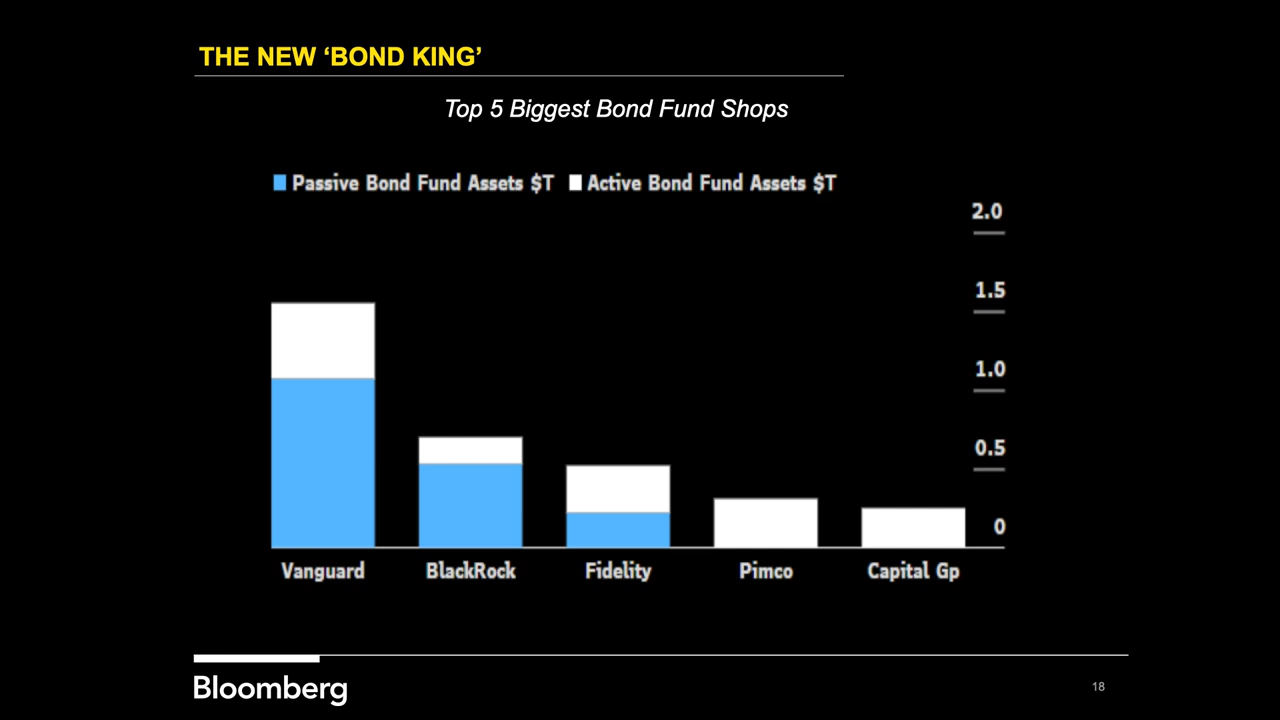 THE NEW ‘BOND KING’
Top 5 Biggest Bond Fund Shops
Passive Bond Fund Assets $T Active Bond Fund Assets $T
2.0
1.5
1.0
0.5
0
Vanguard BlackRock Fidelity Pimco Capital Gp
Bloomberg
18